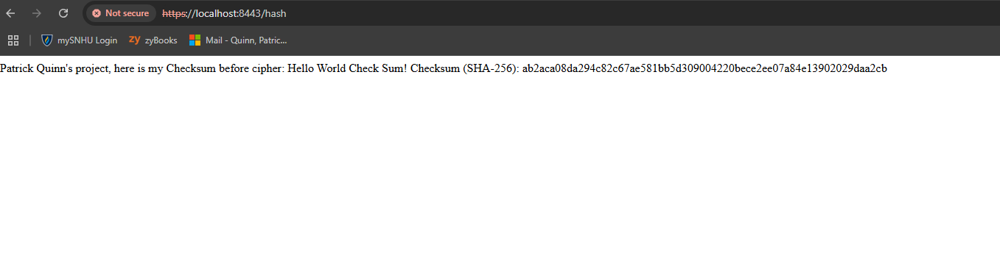 Not secure https://localhost:8443/hash
mySNHU Login zyBooks Mail - Quinn, Patric...
Patrick Quinn's project, here is my Checksum before cipher: Hello World Check Sum! Checksum (SHA-256): ab2aca08da294c82c67ae581bb5d309004220bece2ee07a84e13902029daa2cb